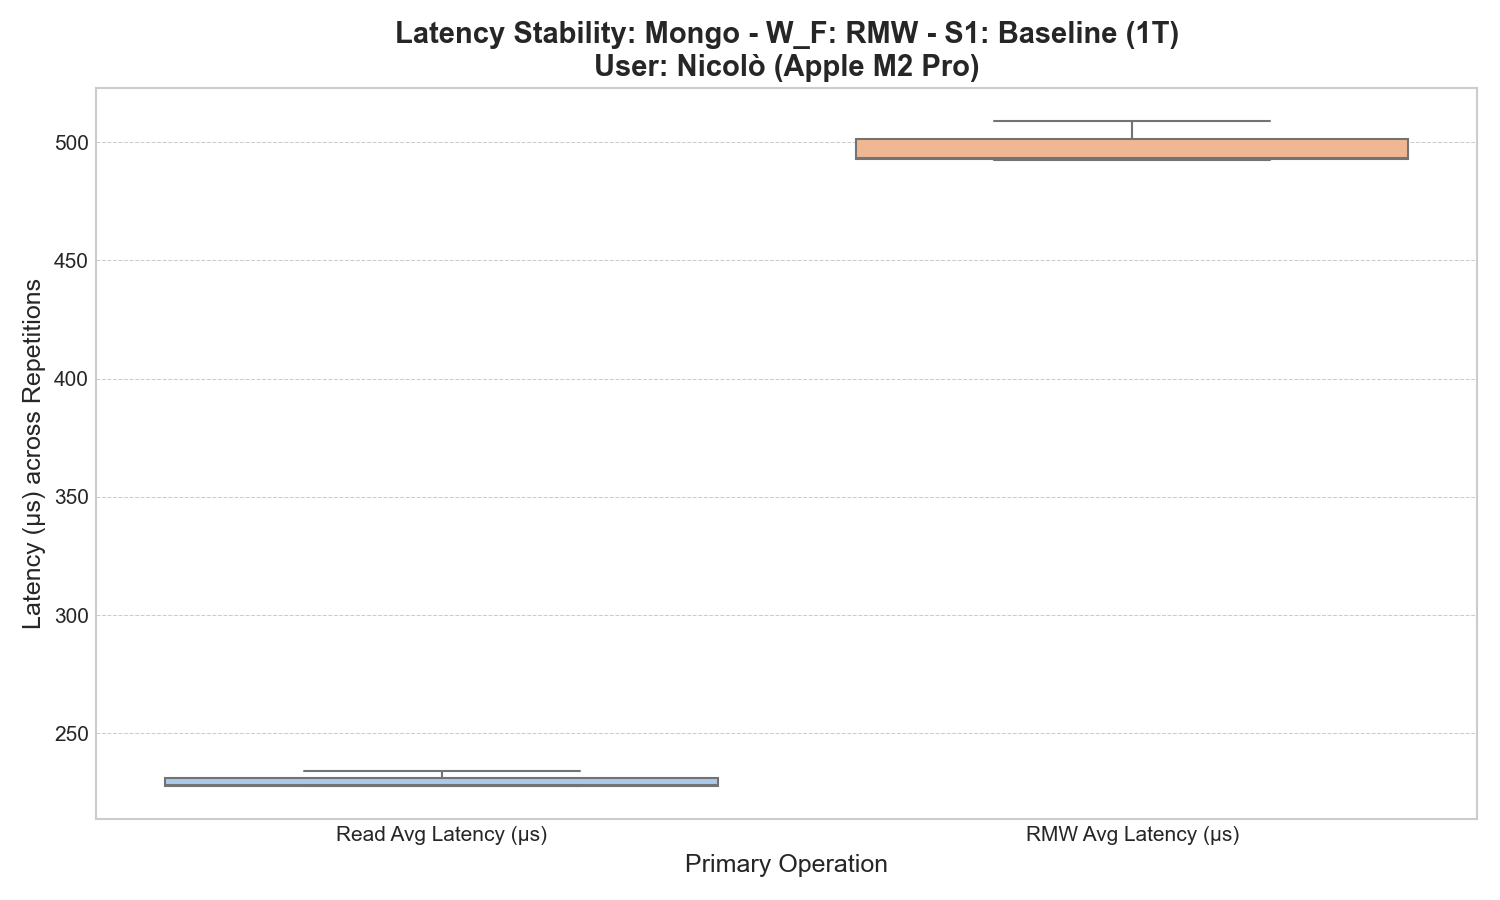 Latency Stability: Mongo - W_F: RMW - S1: Baseline (1T)
User: Nicolò (Apple M2 Pro)
Latency (μs) across Repetitions
500
450
400
350
300
250
Read Avg Latency (μs)
RMW Avg Latency (μs)
Primary Operation